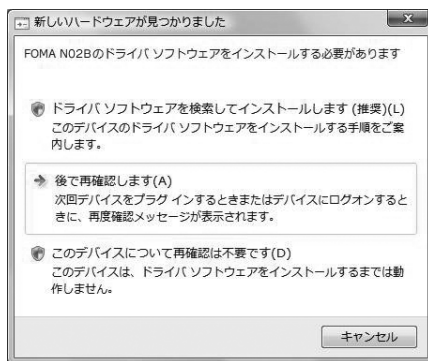 新しいハードウェアが見つかりました
FOMA N02Bのドライバ ソフトウェアをインストールする必要があります
ドライバ ソフトウェアを検索してインストールします (推奨)(L)
このデバイスのドライバ ソフトウェアをインストールする手順をご案
内します。
後で再確認します(A)
次回デバイスをプラグ インするときまたはデバイスにログオンすると
きに、再度確認メッセージが表示されます。
このデバイスについて再確認は不要です(D)
このデバイスは、ドライバ ソフトウェアをインストールするまでは動
作しません。
キャンセル